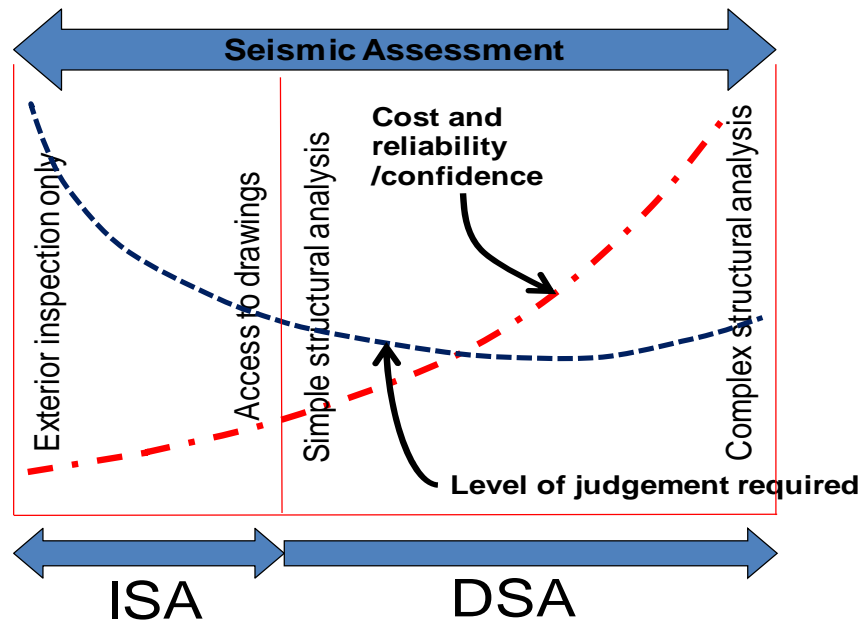 Seismic Assessment
Cost and
reliability
/confidence
Exterior inspection only
Access to drawings
Simple structural analysis
Complex structural analysis
Level of judgement required
ISA
DSA